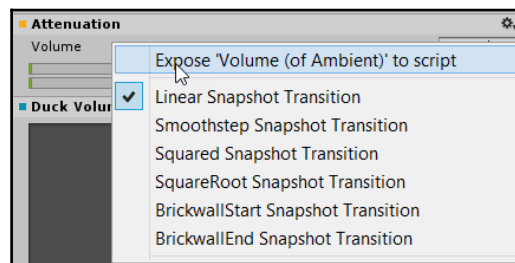 Attenuation
Volume
Expose 'Volume (of Ambient)' to script
Linear Snapshot Transition
Duck Volu
Smoothstep Snapshot Transition
Squared Snapshot Transition
SquareRoot Snapshot Transition
BrickwallStart Snapshot Transition
BrickwallEnd Snapshot Transition